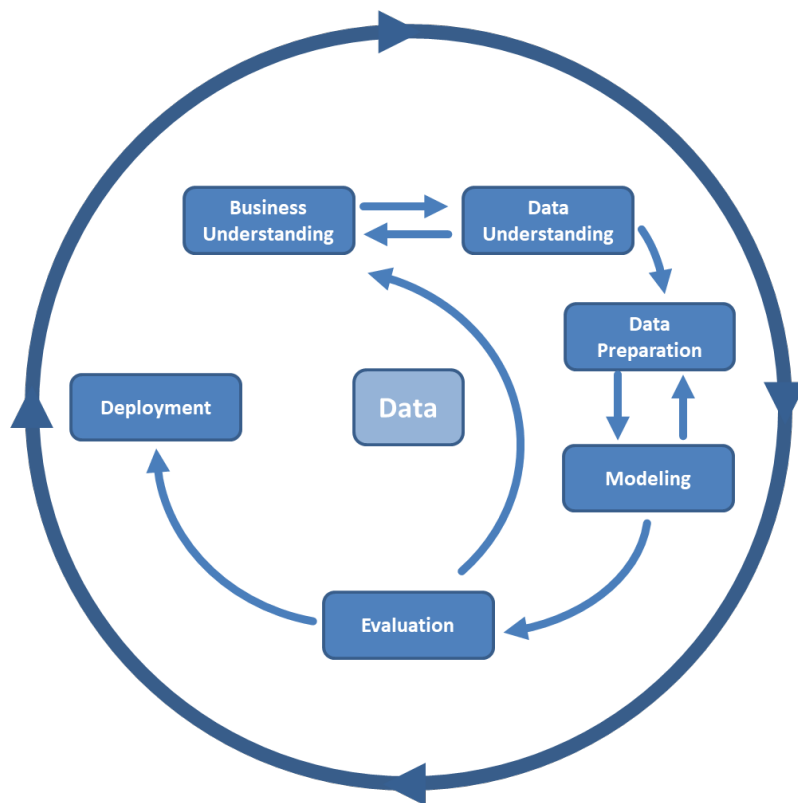 Business
Understanding
Data
Understanding
Data
Preparation
Deployment
Data
Modeling
Evaluation